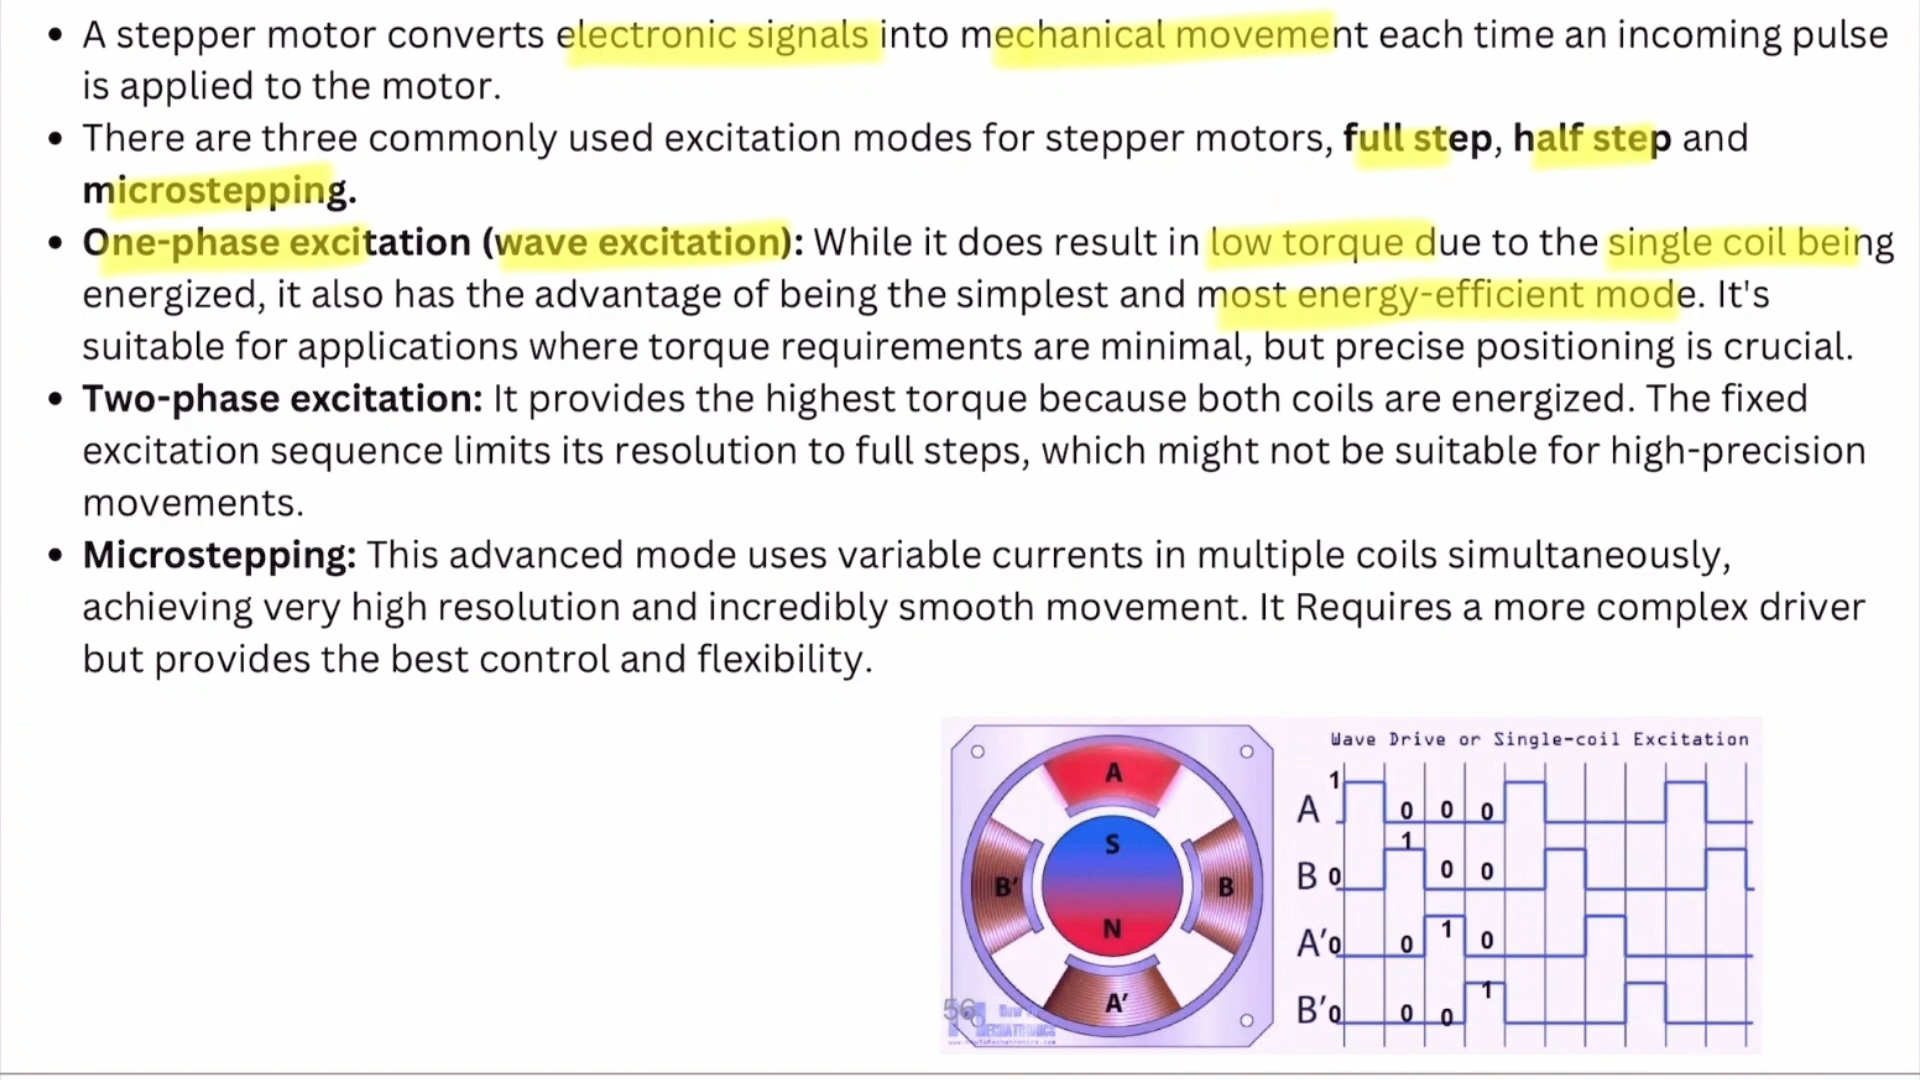 • A stepper motor converts electronic signals into mechanical movement each time an incoming pulse
is applied to the motor.
• There are three commonly used excitation modes for stepper motors, full step, half step and
microstepping.
• One-phase excitation (wave excitation): While it does result in low torque due to the single coil being
energized, it also has the advantage of being the simplest and most energy-efficient mode. It's
suitable for applications where torque requirements are minimal, but precise positioning is crucial.
• Two-phase excitation: It provides the highest torque because both coils are energized. The fixed
excitation sequence limits its resolution to full steps, which might not be suitable for high-precision
movements.
• Microstepping: This advanced mode uses variable currents in multiple coils simultaneously,
achieving very high resolution and incredibly smooth movement. It Requires a more complex driver
but provides the best control and flexibility.
A
S
B' B
N
A'
56
Wave Drive or Single-coil Excitation
A 1 0 0 0
B 0 1 0 0
A' 0 0 1 0
B' 0 0 0 1